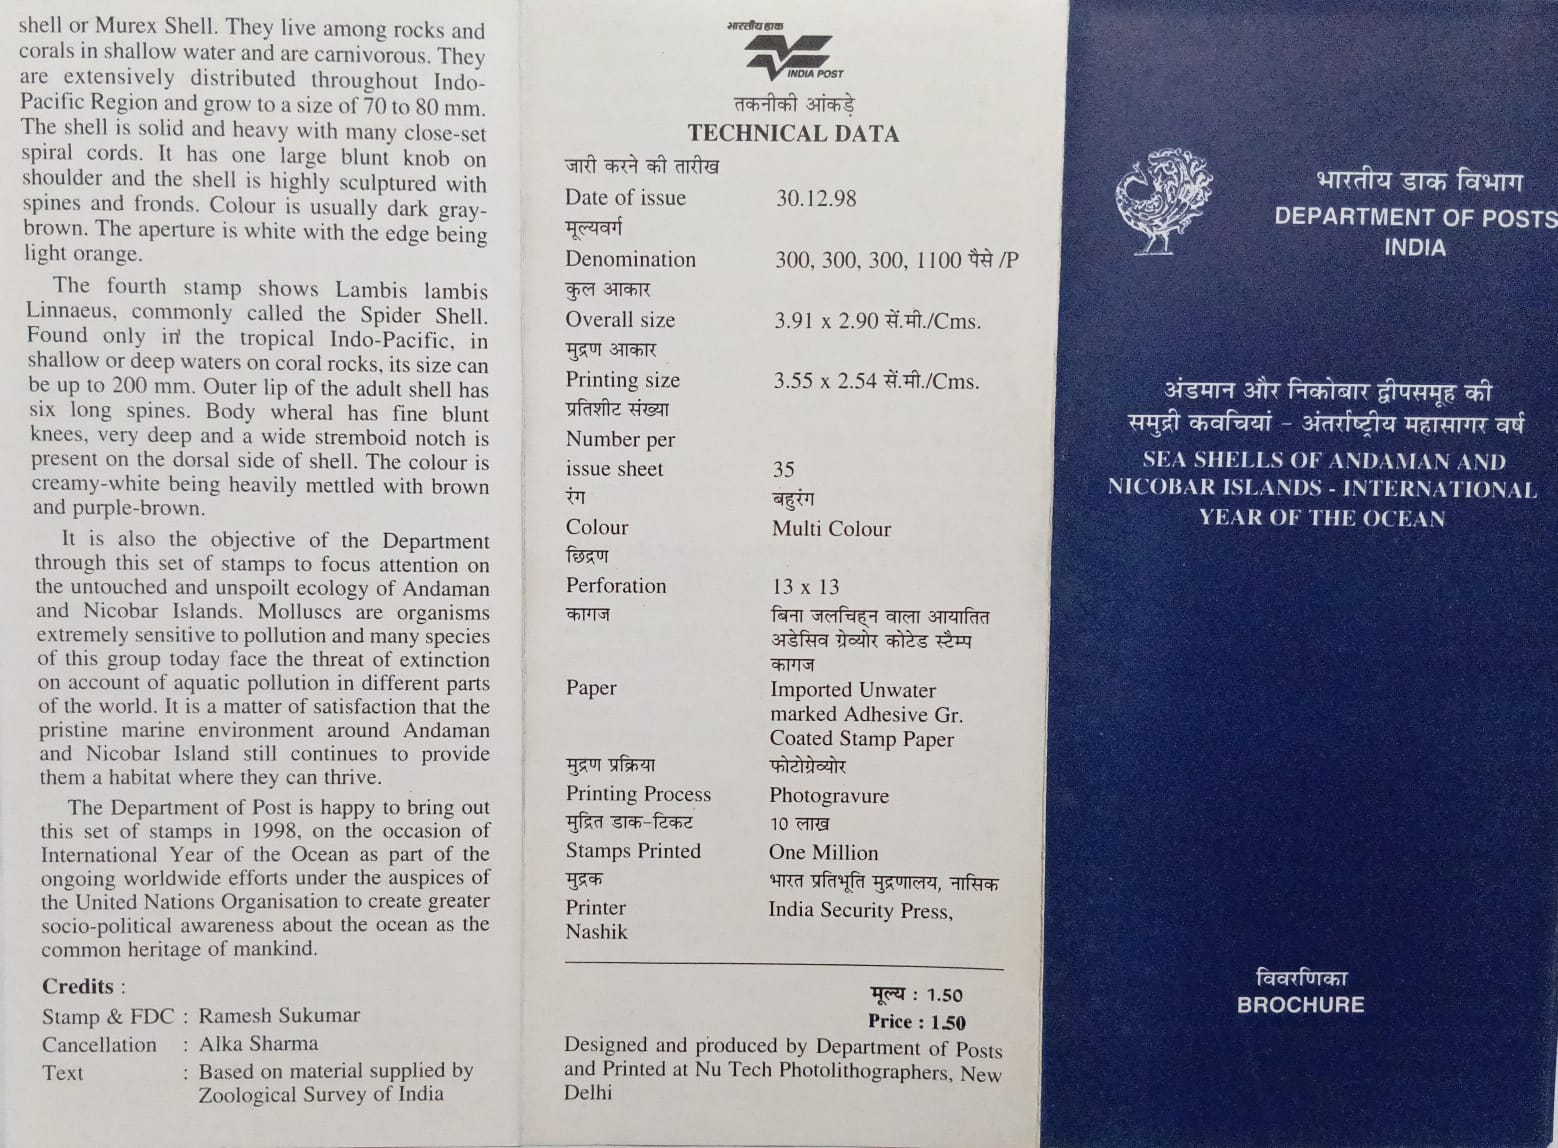 shell or Murex Shell. They live among rocks and
corals in shallow water and are carnivorous. They
are extensively distributed throughout Indo-
Pacific Region and grow to a size of 70 to 80 mm.
The shell is solid and heavy with many close-set
spiral cords. It has one large blunt knob on
shoulder and the shell is highly sculptured with
spines and fronds. Colour is usually dark gray-
brown. The aperture is white with the edge being
light orange.
The fourth stamp shows Lambis lambis
Linnaeus, commonly called the Spider Shell.
Found only in the tropical Indo-Pacific, in
shallow or deep waters on coral rocks, its size can
be up to 200 mm. Outer lip of the adult shell has
six long spines. Body wheral has fine blunt
knees, very deep and a wide stremboid notch is
present on the dorsal side of shell. The colour is
creamy-white being heavily mettled with brown
and purple-brown.
It is also the objective of the Department
through this set of stamps to focus attention on
the untouched and unspoilt ecology of Andaman
and Nicobar Islands. Molluscs are organisms
extremely sensitive to pollution and many species
of this group today face the threat of extinction
on account of aquatic pollution in different parts
of the world. It is a matter of satisfaction that the
pristine marine environment around Andaman
and Nicobar Island still continues to provide
them a habitat where they can thrive.
The Department of Post is happy to bring out
this set of stamps in 1998, on the occasion of
International Year of the Ocean as part of the
ongoing worldwide efforts under the auspices of
the United Nations Organisation to create greater
socio-political awareness about the ocean as the
common heritage of mankind.
Credits :
Stamp & FDC : Ramesh Sukumar
Cancellation : Alka Sharma
Text : Based on material supplied by
Zoological Survey of India
भारतीय डाक
INDIA POST
तकनीकी आंकड़े
TECHNICAL DATA
जारी करने की तारीख
Date of issue 30.12.98
मूल्यवर्ग
Denomination 300, 300, 300, 1100 पैसे /P
कुल आकार
Overall size 3.91 x 2.90 सें.मी./Cms.
मुद्रण आकार
Printing size 3.55 x 2.54 सें.मी./Cms.
प्रतिशीट संख्या
Number per
issue sheet 35
रंग बहुरंग
Colour Multi Colour
छिद्रण
Perforation 13 x 13
कागज बिना जलचिह्न वाला आयातित
अडेसिव ग्रेव्योर कोटेड स्टैम्प
कागज
Paper Imported Unwater
marked Adhesive Gr.
Coated Stamp Paper
मुद्रण प्रक्रिया फोटोग्रेव्योर
Printing Process Photogravure
मुद्रित डाक-टिकट 10 लाख
Stamps Printed One Million
मुद्रक भारत प्रतिभूति मुद्रणालय, नासिक
Printer India Security Press,
Nashik
मूल्य : 1.50
Price : 1.50
Designed and produced by Department of Posts
and Printed at Nu Tech Photolithographers, New
Delhi
भारतीय डाक विभाग
DEPARTMENT OF POSTS
INDIA
अंडमान और निकोबार द्वीपसमूह की
समुद्री कवचियां - अंतर्राष्ट्रीय महासागर वर्ष
SEA SHELLS OF ANDAMAN AND
NICOBAR ISLANDS - INTERNATIONAL
YEAR OF THE OCEAN
विवरणिका
BROCHURE